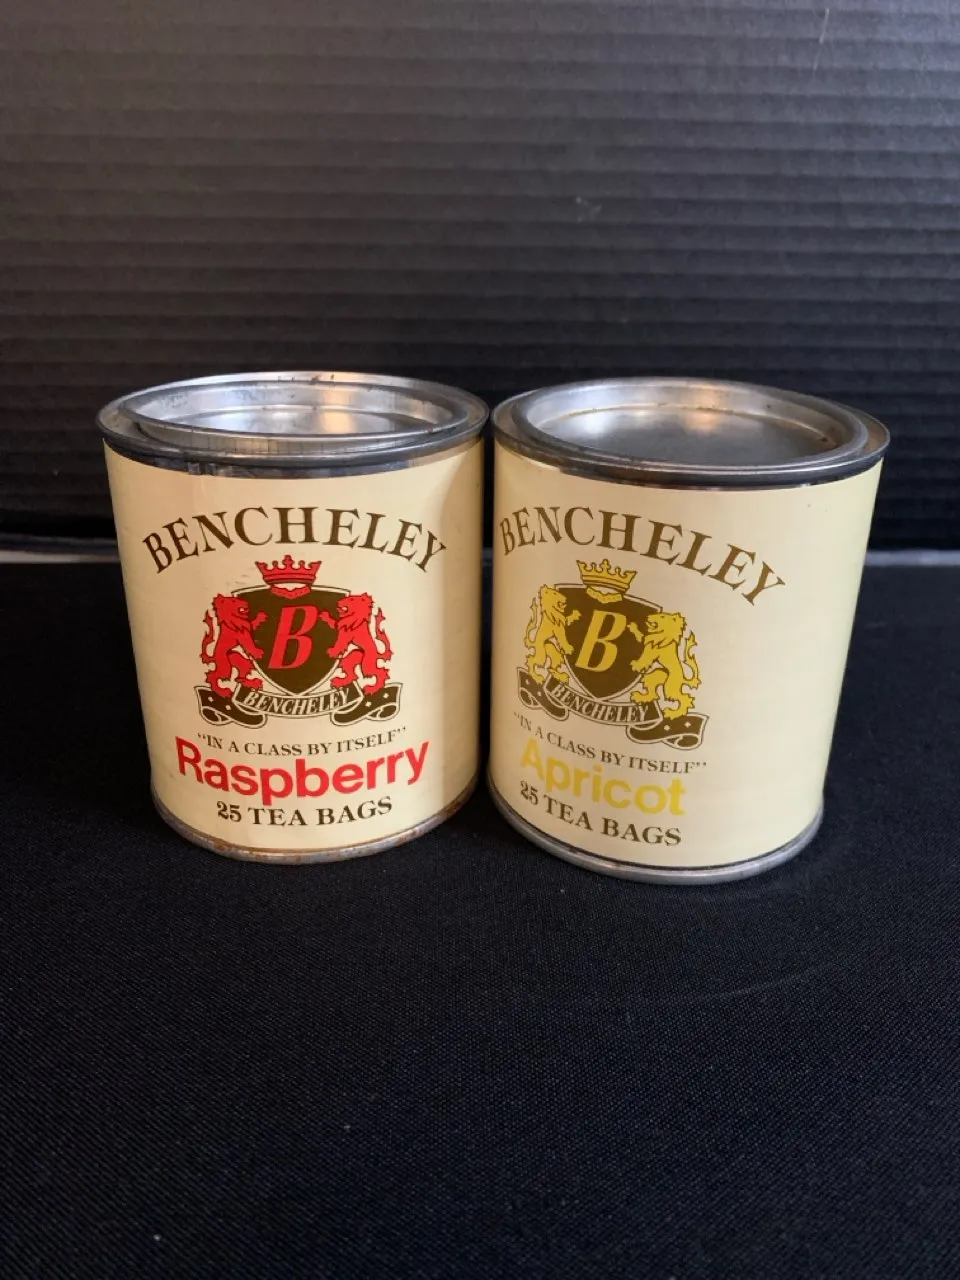 BENCHELEY
B
BENCHELEY
“IN A CLASS BY ITSELF”
Raspberry
25 TEA BAGS
BENCHELEY
B
BENCHELEY
“IN A CLASS BY ITSELF”
Apricot
25 TEA BAGS